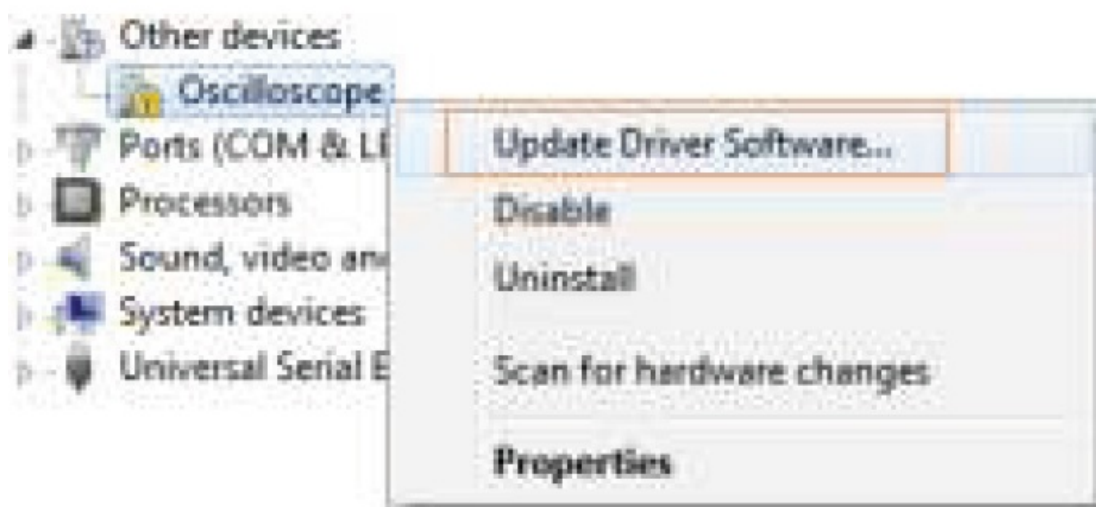 Other devices
Oscilloscope
Ports (COM & L
Processors
Sound, video an
System devices
Universal Serial
Update Driver Software...
Disable
Uninstall
Scan for hardware changes
Properties